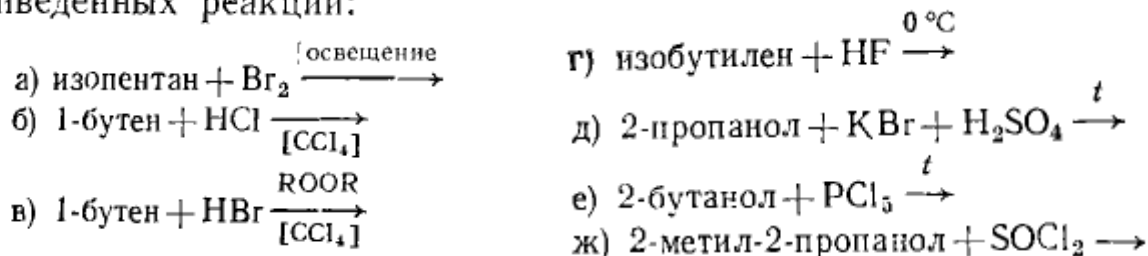 иведенных реакций:
а) изопентан + Br₂ —освещение→
б) 1-бутен + HCl —[CCl₄]→
в) 1-бутен + HBr —ROOR [CCl₄]→
г) изобутилен + HF —0 °C→
д) 2-пропанол + KBr + H₂SO₄ —t→
е) 2-бутанол + PCl₅ —t→
ж) 2-метил-2-пропанол + SOCl₂ →